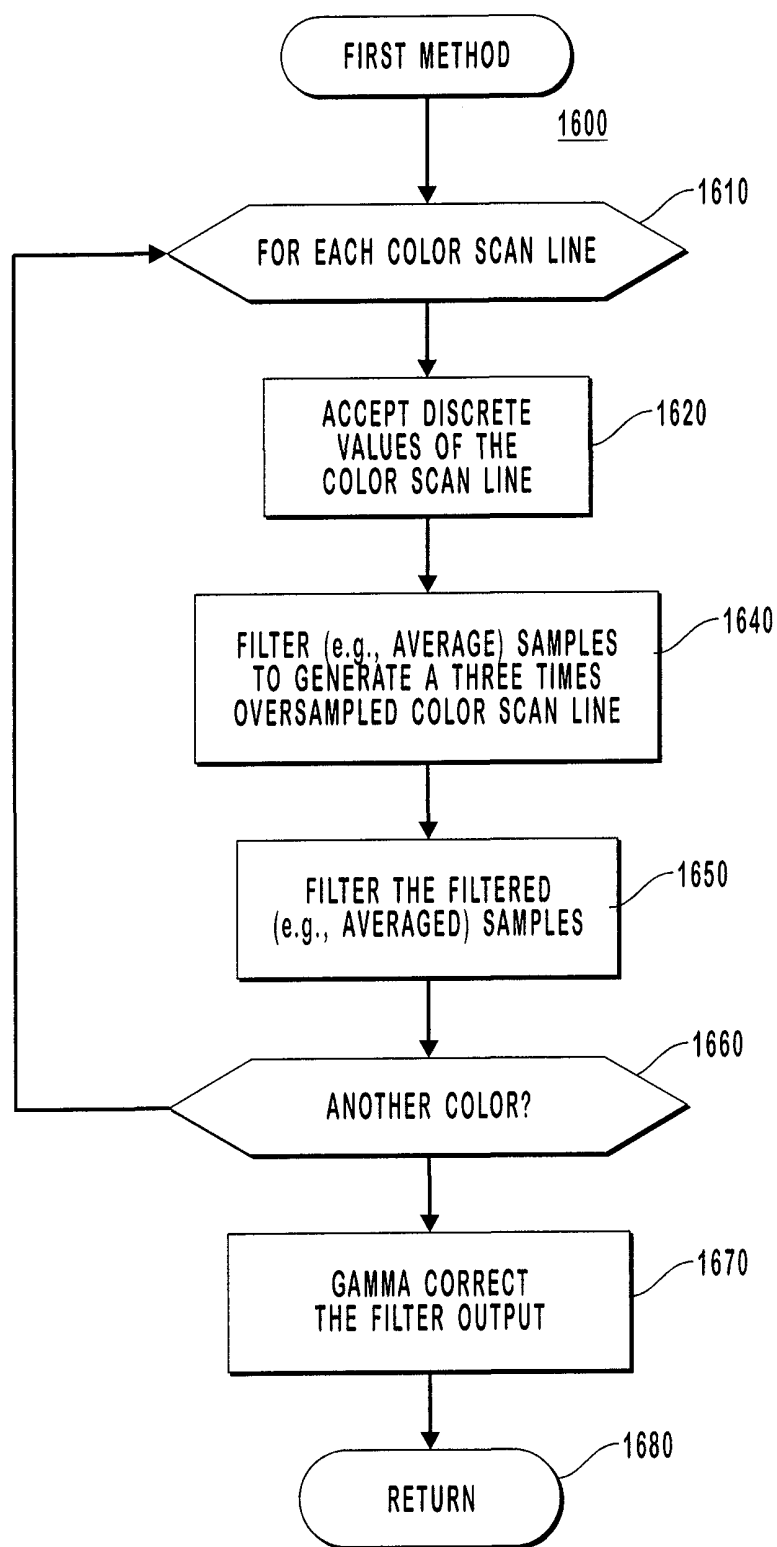 FIRST METHOD
1600
1610
FOR EACH COLOR SCAN LINE
ACCEPT DISCRETE
VALUES OF THE
COLOR SCAN LINE
1620
FILTER (e.g., AVERAGE) SAMPLES
TO GENERATE A THREE TIMES
OVERSAMPLED COLOR SCAN LINE
1640
FILTER THE FILTERED
(e.g., AVERAGED) SAMPLES
1650
1660
ANOTHER COLOR?
GAMMA CORRECT
THE FILTER OUTPUT
1670
RETURN
1680